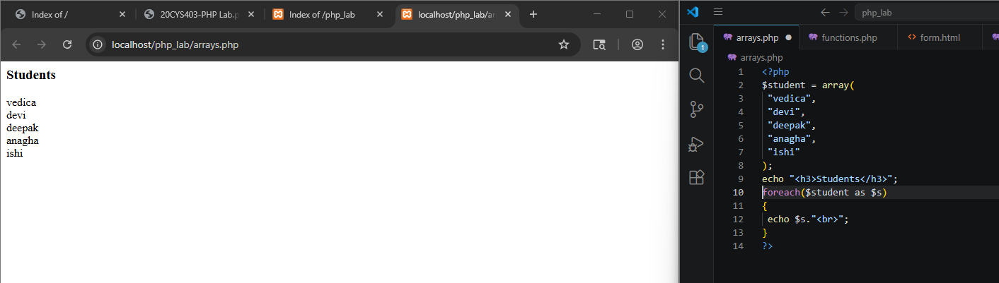 Index of /
20CYS403-PHP Lab.p
Index of /php_lab
localhost/php_lab/ar
localhost/php_lab/arrays.php
Students
vedica
devi
deepak
anagha
ishi
php_lab
1
arrays.php
functions.php
form.html
arrays.php
1 <?php
2 $student = array(
3 "vedica",
4 "devi",
5 "deepak",
6 "anagha",
7 "ishi"
8 );
9 echo "<h3>Students</h3>";
10 foreach($student as $s)
11 {
12 echo $s."<br>";
13 }
14 ?>